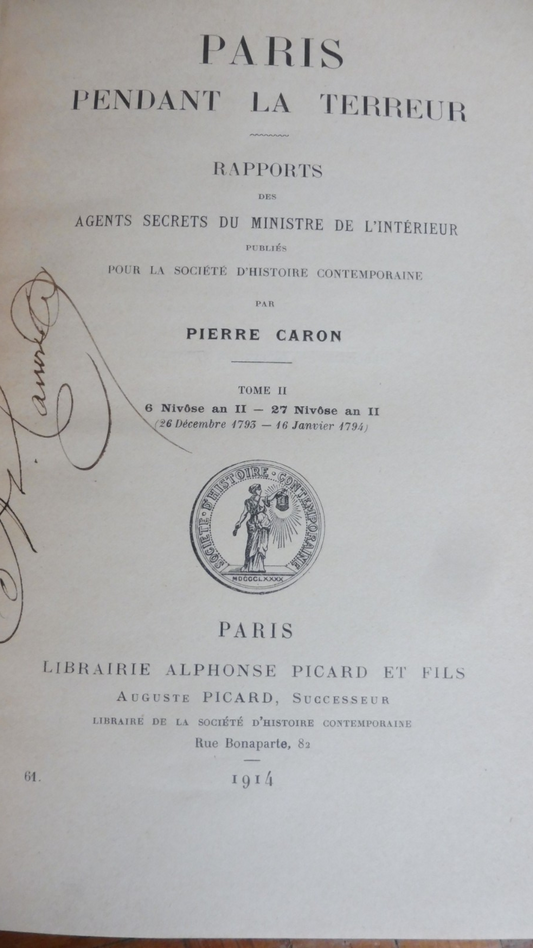 PARIS
PENDANT LA TERREUR
RAPPORTS
DES
AGENTS SECRETS DU MINISTRE DE L'INTÉRIEUR
PUBLIÉS
POUR LA SOCIÉTÉ D'HISTOIRE CONTEMPORAINE
PAR
PIERRE CARON
TOME II
6 Nivôse an II — 27 Nivôse an II
(26 Décembre 1793 — 16 Janvier 1794)
SOCIÉTÉ · D'HISTOIRE · CONTEMPORAINE
MDCCCLXXXX
PARIS
LIBRAIRIE ALPHONSE PICARD ET FILS
AUGUSTE PICARD, SUCCESSEUR
LIBRAIRE DE LA SOCIÉTÉ D'HISTOIRE CONTEMPORAINE
Rue Bonaparte, 82
61.
1914